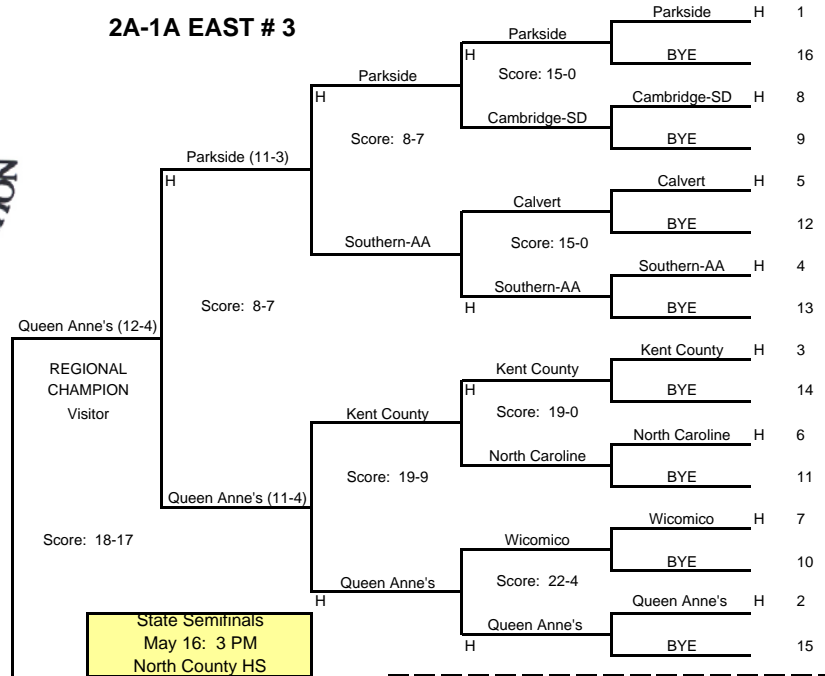 2A-1A EAST # 3
Parkside H 1
BYE 16
Cambridge-SD H 8
BYE 9
Calvert H 5
BYE 12
Southern-AA H 4
BYE 13
Kent County H 3
BYE 14
North Caroline H 6
BYE 11
Wicomico H 7
BYE 10
Queen Anne's H 2
BYE 15
Parkside
H
Score: 15-0
Cambridge-SD
Calvert
Score: 15-0
Southern-AA
H
Kent County
H
Score: 19-0
North Caroline
Wicomico
Score: 22-4
Queen Anne's
H
Parkside
H
Score: 8-7
Southern-AA
Kent County
Score: 19-9
Queen Anne's
H
Parkside (11-3)
H
Score: 8-7
Queen Anne's (11-4)
Queen Anne's (12-4)
REGIONAL
CHAMPION
Visitor
Score: 18-17
State Semifinals
May 16: 3 PM
North County HS